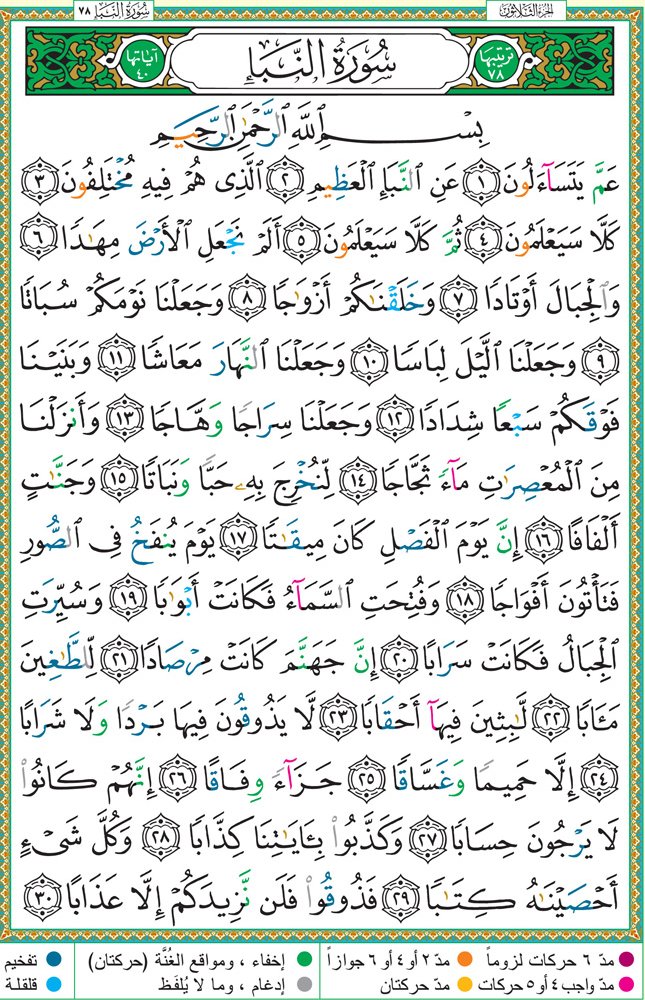 الجزء الثلاثون
سورة النبإ ٧٨
ترتيبها ٧٨
سُورَةُ النَّبَإِ
آياتها ٤٠
بِسْمِ ٱللَّهِ ٱلرَّحْمَٰنِ ٱلرَّحِيمِ
عَمَّ يَتَسَآءَلُونَ ١ عَنِ ٱلنَّبَإِ ٱلْعَظِيمِ ٢ ٱلَّذِى هُمْ فِيهِ مُخْتَلِفُونَ ٣
كَلَّا سَيَعْلَمُونَ ٤ ثُمَّ كَلَّا سَيَعْلَمُونَ ٥ أَلَمْ نَجْعَلِ ٱلْأَرْضَ مِهَٰدًا ٦
وَٱلْجِبَالَ أَوْتَادًا ٧ وَخَلَقْنَٰكُمْ أَزْوَٰجًا ٨ وَجَعَلْنَا نَوْمَكُمْ سُبَاتًا
٩ وَجَعَلْنَا ٱلَّيْلَ لِبَاسًا ١٠ وَجَعَلْنَا ٱلنَّهَارَ مَعَاشًا ١١ وَبَنَيْنَا
فَوْقَكُمْ سَبْعًا شِدَادًا ١٢ وَجَعَلْنَا سِرَاجًا وَهَّاجًا ١٣ وَأَنزَلْنَا
مِنَ ٱلْمُعْصِرَٰتِ مَآءً ثَجَّاجًا ١٤ لِّنُخْرِجَ بِهِۦ حَبًّا وَنَبَاتًا ١٥ وَجَنَّٰتٍ
أَلْفَافًا ١٦ إِنَّ يَوْمَ ٱلْفَصْلِ كَانَ مِيقَٰتًا ١٧ يَوْمَ يُنفَخُ فِى ٱلصُّورِ
فَتَأْتُونَ أَفْوَاجًا ١٨ وَفُتِحَتِ ٱلسَّمَآءُ فَكَانَتْ أَبْوَٰبًا ١٩ وَسُيِّرَتِ
ٱلْجِبَالُ فَكَانَتْ سَرَابًا ٢٠ إِنَّ جَهَنَّمَ كَانَتْ مِرْصَادًا ٢١ لِّلطَّٰغِينَ
مَـَٔابًا ٢٢ لَّٰبِثِينَ فِيهَآ أَحْقَابًا ٢٣ لَّا يَذُوقُونَ فِيهَا بَرْدًا وَلَا شَرَابًا
٢٤ إِلَّا حَمِيمًا وَغَسَّاقًا ٢٥ جَزَآءً وِفَاقًا ٢٦ إِنَّهُمْ كَانُوا۟
لَا يَرْجُونَ حِسَابًا ٢٧ وَكَذَّبُوا۟ بِـَٔايَٰتِنَا كِذَّابًا ٢٨ وَكُلَّ شَىْءٍ
أَحْصَيْنَٰهُ كِتَٰبًا ٢٩ فَذُوقُوا۟ فَلَن نَّزِيدَكُمْ إِلَّا عَذَابًا ٣٠
مدّ ٦ حركات لزوماً مدّ ٢ أو ٤ أو ٦ جوازاً إخفاء ، ومواقع الغُنَّة (حركتان) تفخيم
مدّ واجب ٤ أو ٥ حركات مدّ حركتان إدغام ، وما لا يُلفَظ قلقلة